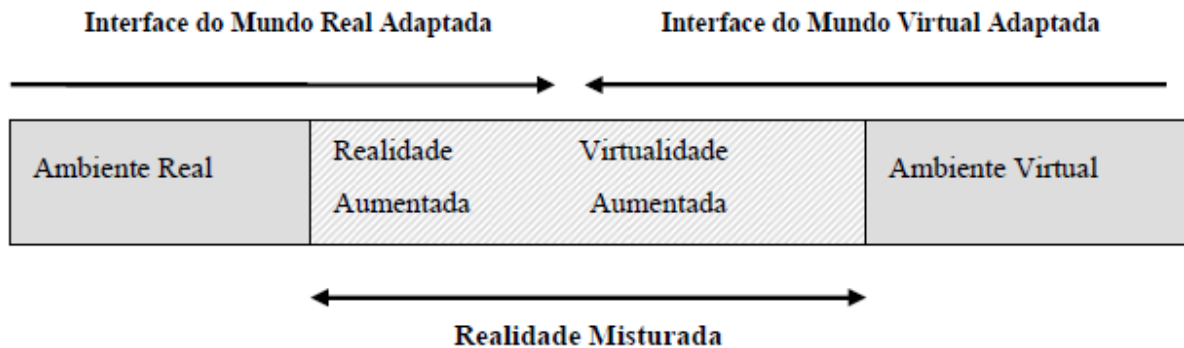 Interface do Mundo Real Adaptada
Interface do Mundo Virtual Adaptada
Ambiente Real
Realidade
Aumentada
Virtualidade
Aumentada
Ambiente Virtual
Realidade Misturada